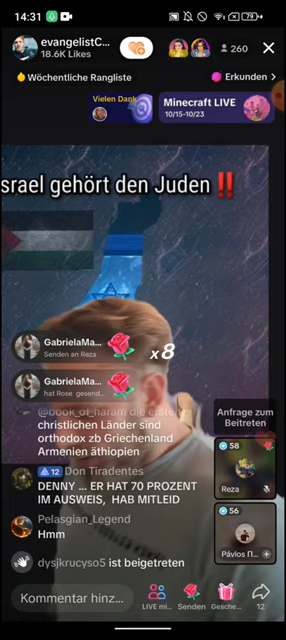 14:31
79
evangelistC...
18.6K Likes
260
Wöchentliche Rangliste
Erkunden >
Vielen Dank
Minecraft LIVE
10/15-10/23
srael gehört den Juden ‼️
GabrielaMa...
Senden an Reza
x8
GabrielaMa...
hat Rose gesend...
@book_of_haram die ersten
christlichen Länder sind
orthodox zb Griechenland
Armenien äthiopien
12 Don Tiradentes
DENNY ... ER HAT 70 PROZENT
IM AUSWEIS, HAB MITLEID
Pelasgian_Legend
Hmm
dysjkrucyso5 ist beigetreten
Anfrage zum
Beitreten
58
Reza
56
Pávlos Π...
Kommentar hinz...
LIVE mi...
Senden
Gesche...
12